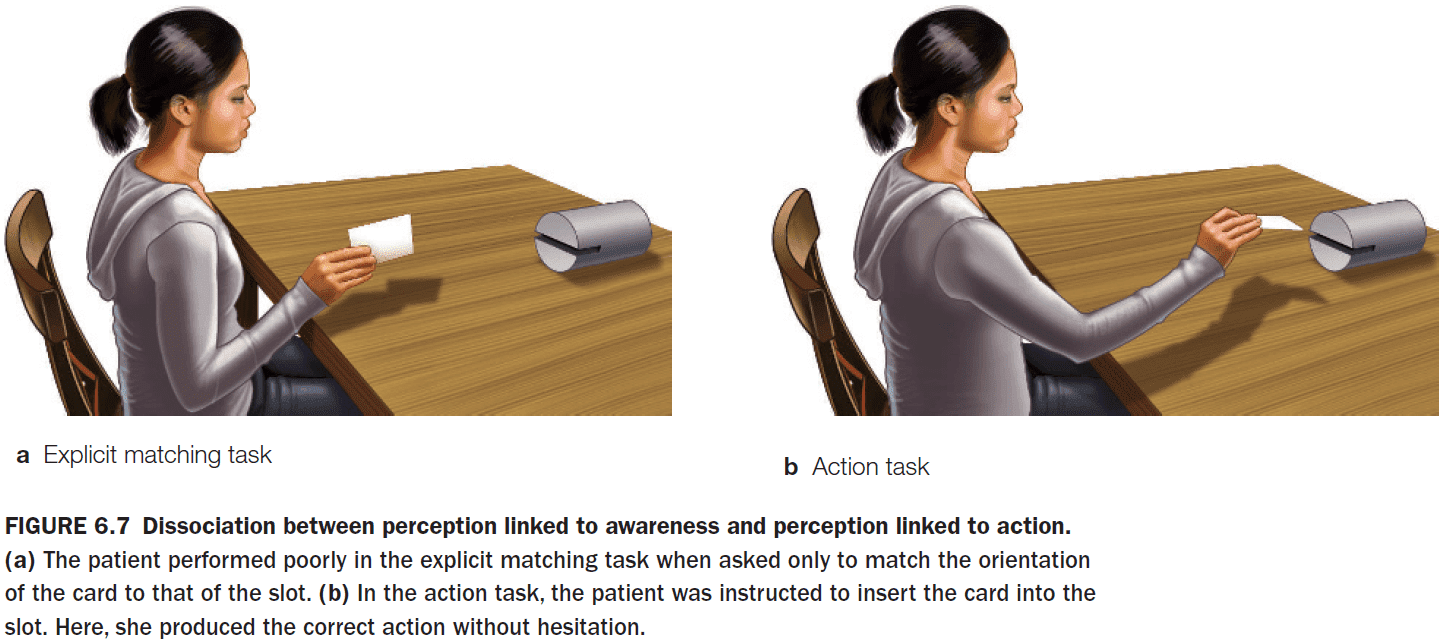 a Explicit matching task
b Action task
FIGURE 6.7 Dissociation between perception linked to awareness and perception linked to action.
(a) The patient performed poorly in the explicit matching task when asked only to match the orientation
of the card to that of the slot. (b) In the action task, the patient was instructed to insert the card into the
slot. Here, she produced the correct action without hesitation.